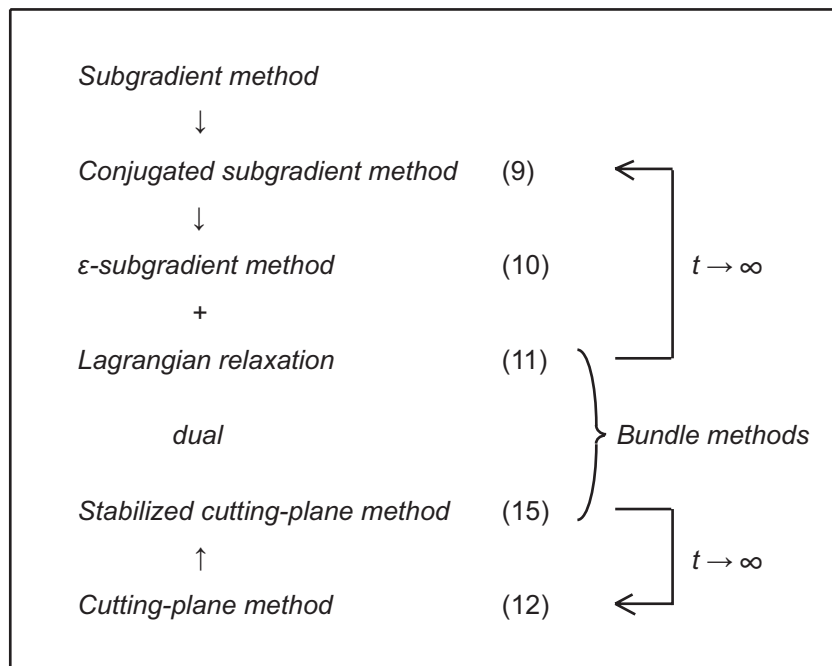 Subgradient method
↓
Conjugated subgradient method (9)
↓
ε-subgradient method (10) t → ∞
+
Lagrangian relaxation (11)
dual Bundle methods
Stabilized cutting-plane method (15)
↑ t → ∞
Cutting-plane method (12)